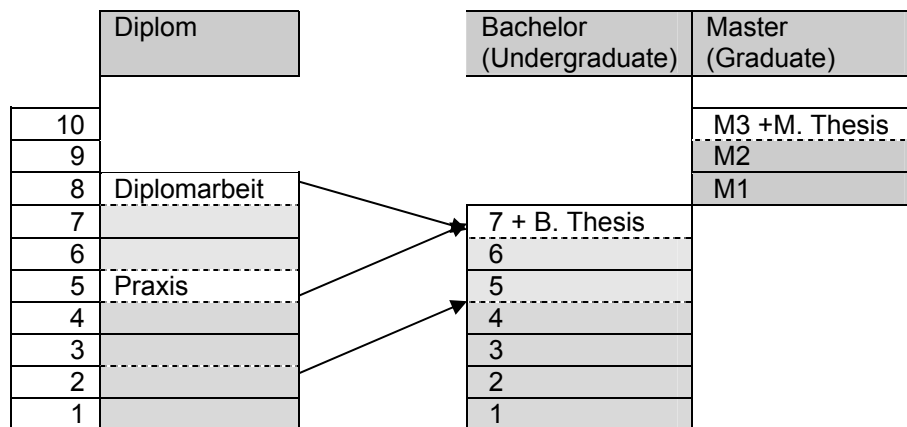 Diplom Bachelor Master
(Undergraduate) (Graduate)
10 M3 +M. Thesis
9 M2
8 Diplomarbeit M1
7 7 + B. Thesis
6 6
5 Praxis 5
4 4
3 3
2 2
1 1